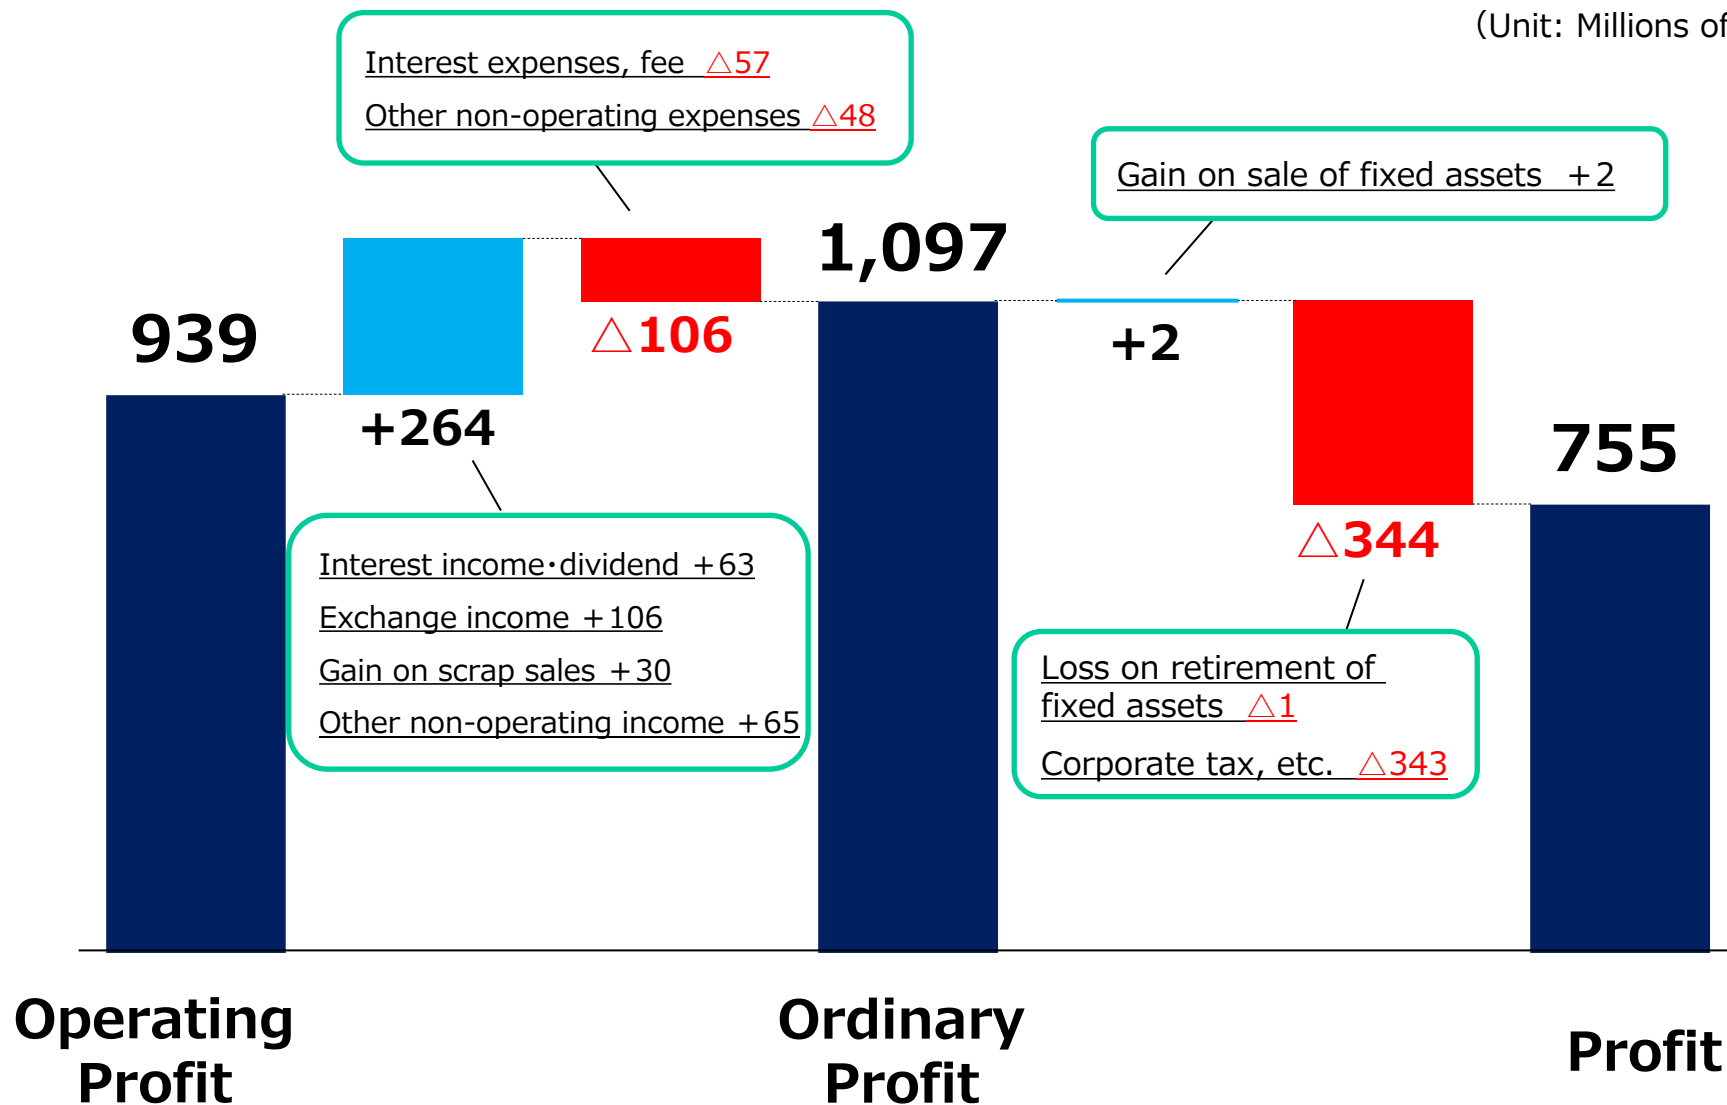 (Unit: Millions of
Interest expenses, fee △57
Other non-operating expenses △48
Gain on sale of fixed assets +2
939
+264
△106
1,097
+2
△344
755
Interest income・dividend +63
Exchange income +106
Gain on scrap sales +30
Other non-operating income +65
Loss on retirement of
fixed assets △1
Corporate tax, etc. △343
Operating
Profit
Ordinary
Profit
Profit